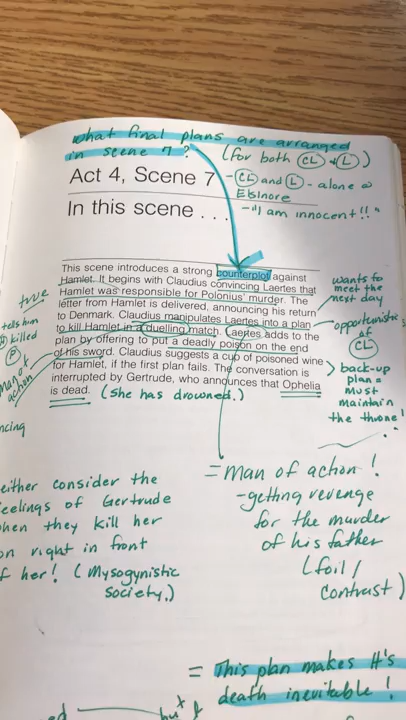 What final plans are arranged
in scene 7? (for both CL + L)
Act 4, Scene 7
- CL and L - alone @
Elsinore
In this scene . . .
- "I am innocent!!"
This scene introduces a strong counterplot against
Hamlet. It begins with Claudius convincing Laertes that
Hamlet was responsible for Polonius' murder. The
letter from Hamlet is delivered, announcing his return
to Denmark. Claudius manipulates Laertes into a plan
to kill Hamlet in a duelling match. Laertes adds to the
plan by offering to put a deadly poison on the end
of his sword. Claudius suggests a cup of poisoned wine
for Hamlet, if the first plan fails. The conversation is
interrupted by Gertrude, who announces that Ophelia
is dead. (She has drowned.)
wants to
meet the
next day
opportunistic
of
CL
> back-up
plan =
must
maintain
the throne!
true
tells him
killed
P
man of
action
ncing
= man of action!
- getting revenge
for the murder
of his father
(foil/
contrast)
either consider the
eelings of Gertrude
hen they kill her
on right in front
f her! (Mysogynistic
society.)
= This plan makes H's
death inevitable!
ed